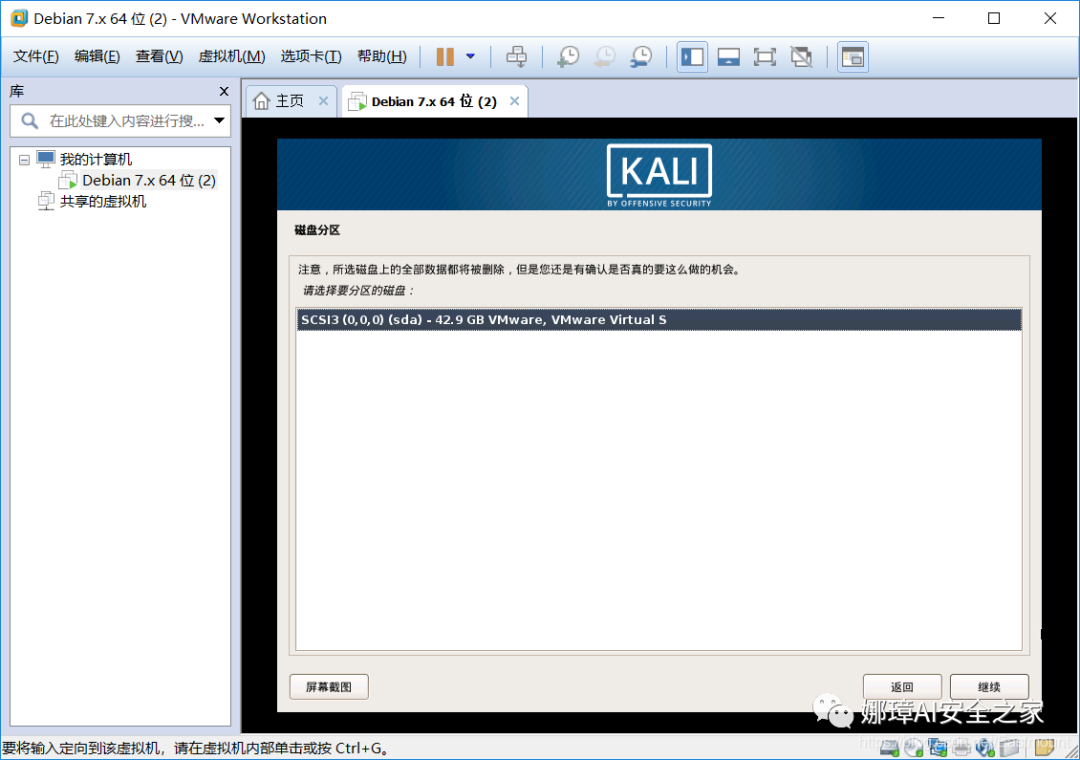 Debian 7.x 64 位 (2) - VMware Workstation
文件(F) 编辑(E) 查看(V) 虚拟机(M) 选项卡(T) 帮助(H)
库
主页
Debian 7.x 64 位 (2)
在此处键入内容进行搜...
我的计算机
Debian 7.x 64 位 (2)
共享的虚拟机
KALI
BY OFFENSIVE SECURITY
磁盘分区
注意，所选磁盘上的全部数据都将被删除，但是您还是有确认是否真的要这么做的机会。
请选择要分区的磁盘：
SCSI3 (0,0,0) (sda) - 42.9 GB VMware, VMware Virtual S
屏幕截图
返回
继续
娜璋AI安全之家
要将输入定向到该虚拟机，请在虚拟机内部单击或按 Ctrl+G。